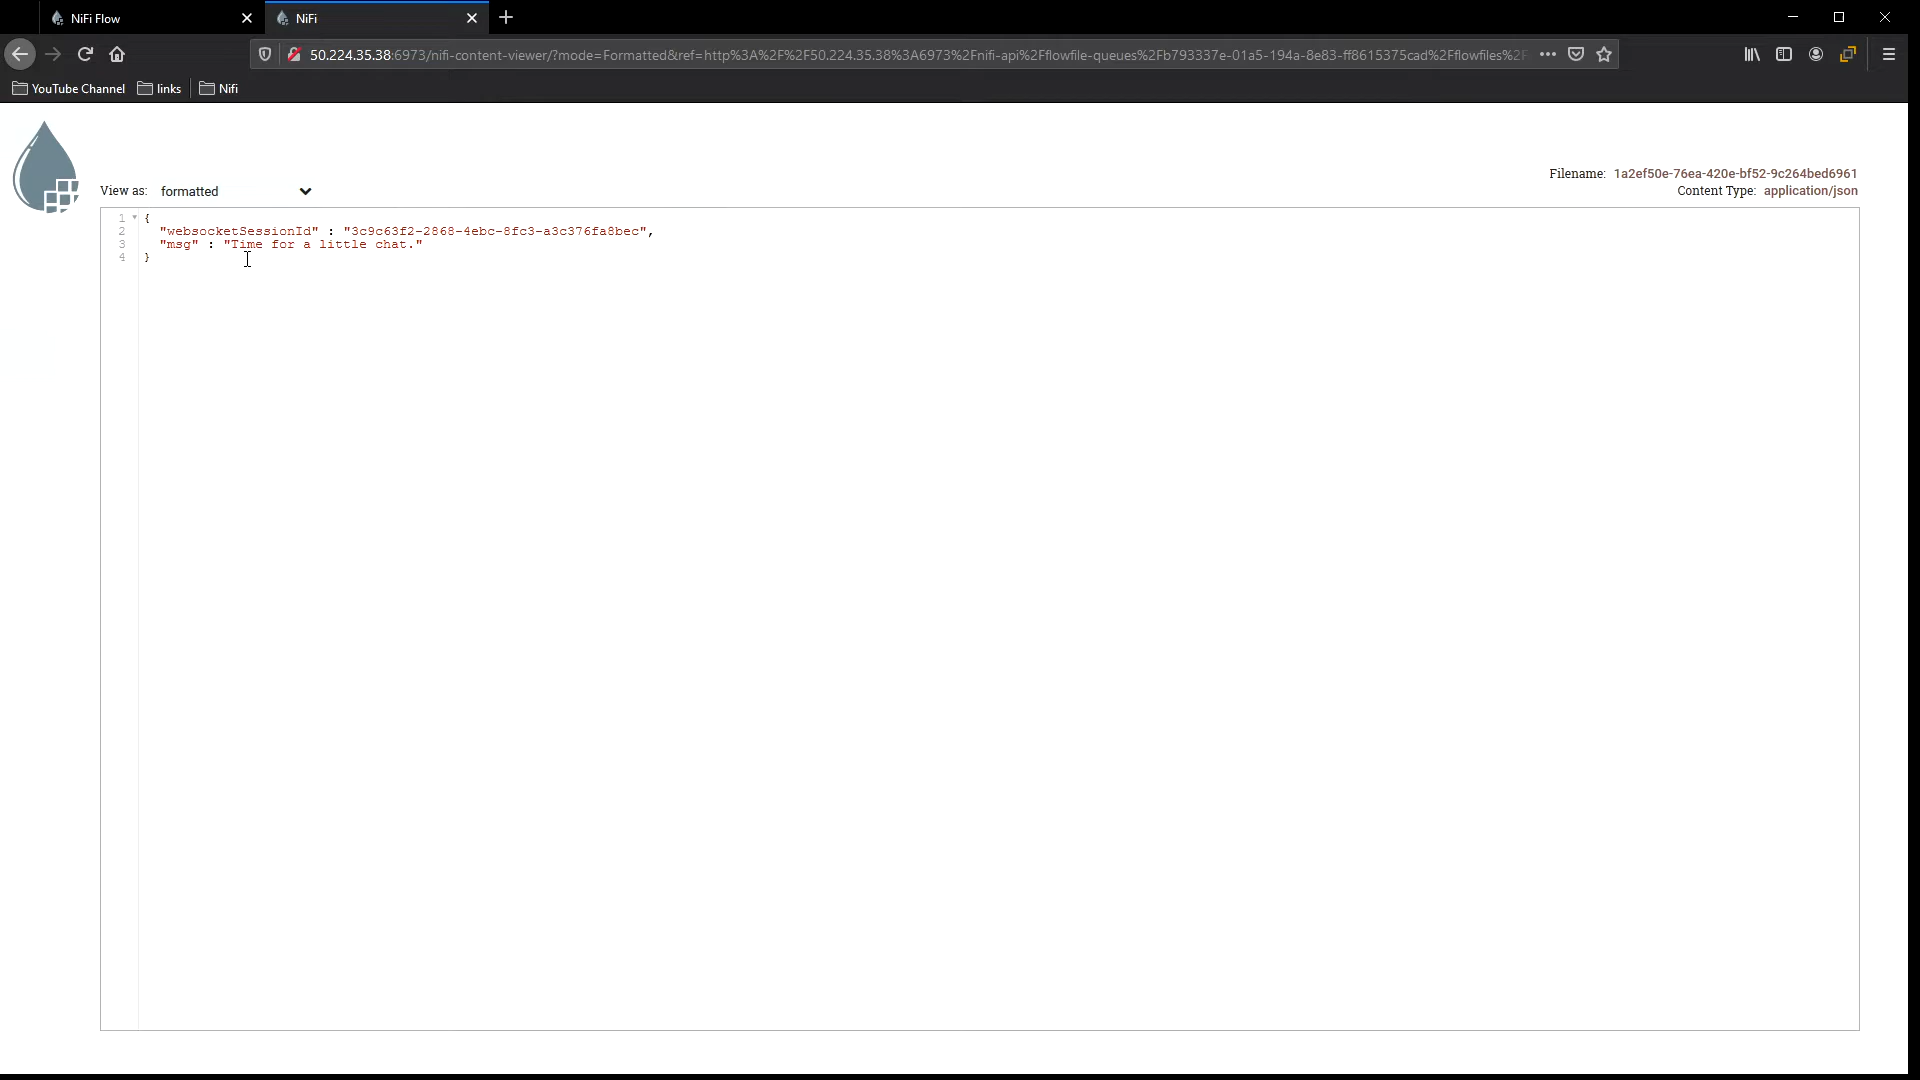 NiFi Flow
NiFi
50.224.35.38:6973/nifi-content-viewer/?mode=Formatted&ref=http%3A%2F%2F50.224.35.38%3A6973%2Fnifi-api%2Fflowfile-queues%2Fb793337e-01a5-194a-8e83-ff8615375cad%2Fflowfiles%2F
YouTube Channel
links
Nifi
Filename: 1a2ef50e-76ea-420e-bf52-9c264bed6961
View as: formatted
Content Type: application/json
1 {
2 "websocketSessionId" : "3c9c63f2-2868-4ebc-8fc3-a3c376fa8bec",
3 "msg" : "Time for a little chat."
4 }